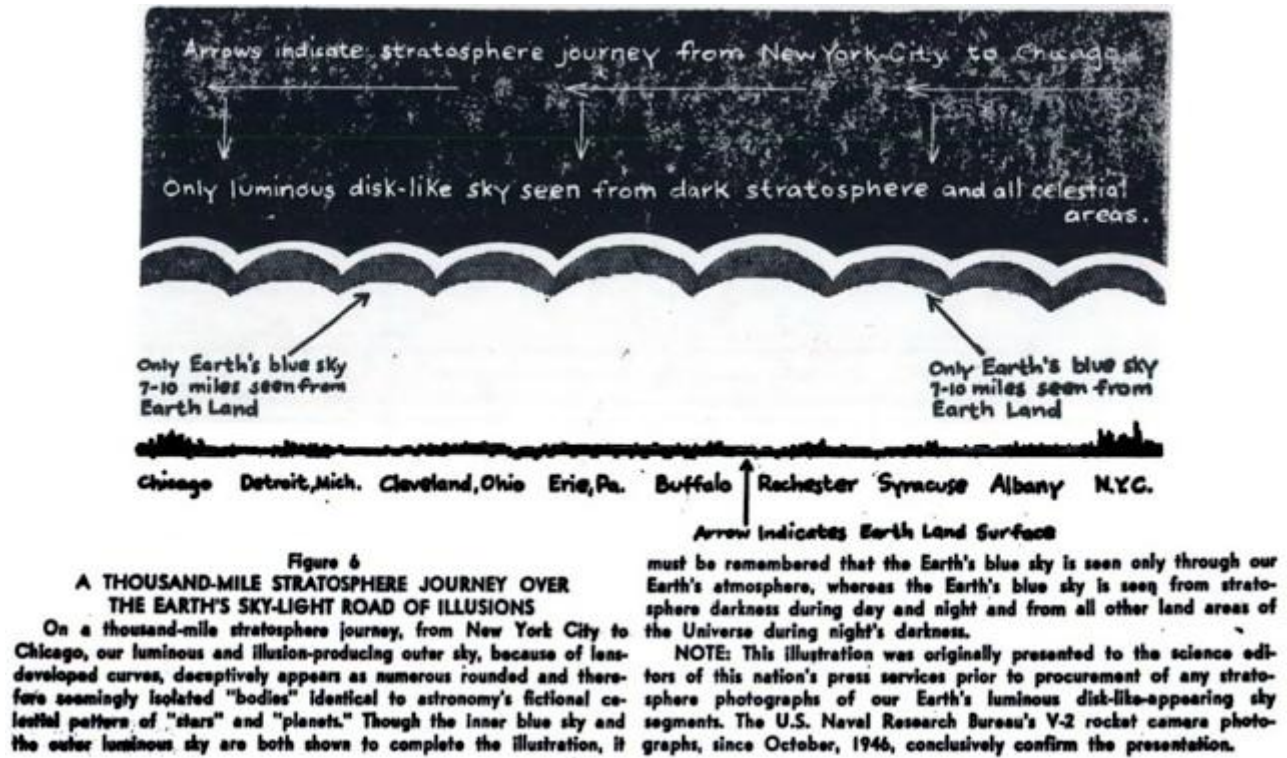 Arrows indicate stratosphere journey from New York City to Chicago.
Only luminous disk-like sky seen from dark stratosphere and all celestial
areas.
Only Earth's blue sky
7-10 miles seen from
Earth Land
Only Earth's blue sky
7-10 miles seen from
Earth Land
Chicago Detroit, Mich. Cleveland, Ohio Erie, Pa. Buffalo Rochester Syracuse Albany N.Y.C.
Arrow Indicates Earth Land Surface
Figure 6
A THOUSAND-MILE STRATOSPHERE JOURNEY OVER
THE EARTH'S SKY-LIGHT ROAD OF ILLUSIONS
On a thousand-mile stratosphere journey, from New York City to
Chicago, our luminous and illusion-producing outer sky, because of lens-
developed curves, deceptively appears as numerous rounded and there-
fore seemingly isolated "bodies" identical to astronomy's fictional ce-
lestial pattern of "stars" and "planets." Though the inner blue sky and
the outer luminous sky are both shown to complete the illustration, it
must be remembered that the Earth's blue sky is seen only through our
Earth's atmosphere, whereas the Earth's blue sky is seen from strato-
sphere darkness during day and night and from all other land areas of
the Universe during night's darkness.
NOTE: This illustration was originally presented to the science edi-
tors of this nation's press services prior to procurement of any strato-
sphere photographs of our Earth's luminous disk-like-appearing sky
segments. The U.S. Naval Research Bureau's V-2 rocket camera photo-
graphs, since October, 1946, conclusively confirm the presentation.